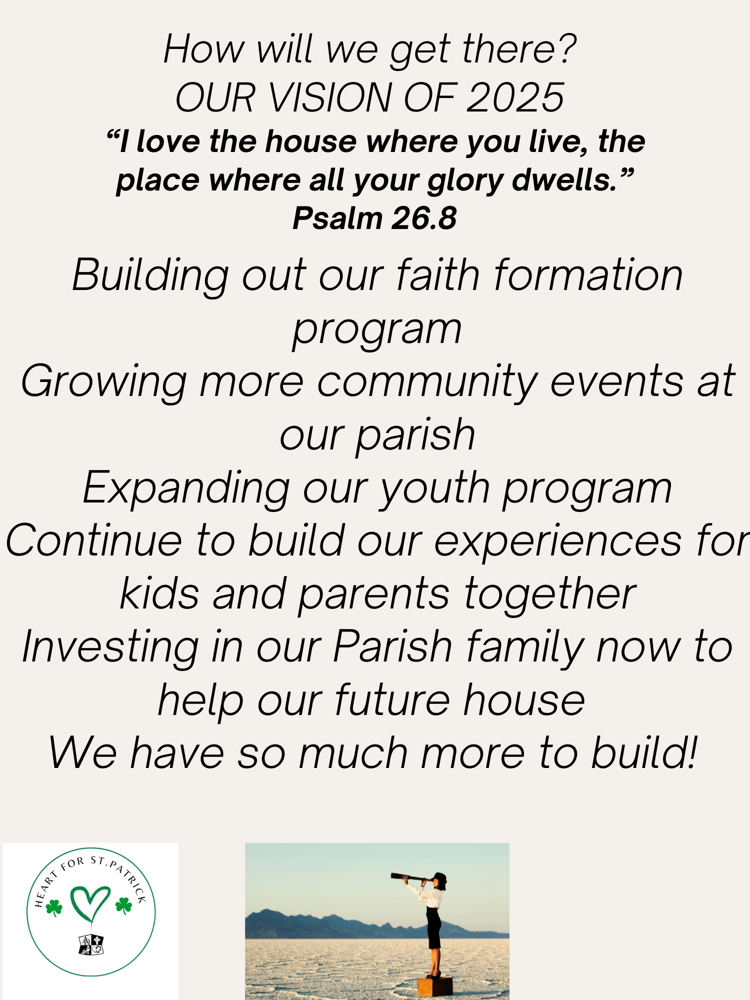 How will we get there?
OUR VISION OF 2025
“I love the house where you live, the
place where all your glory dwells.”
Psalm 26.8
Building out our faith formation
program
Growing more community events at
our parish
Expanding our youth program
Continue to build our experiences for
kids and parents together
Investing in our Parish family now to
help our future house
We have so much more to build!
HEART FOR ST.PATRICK
ΑΩ